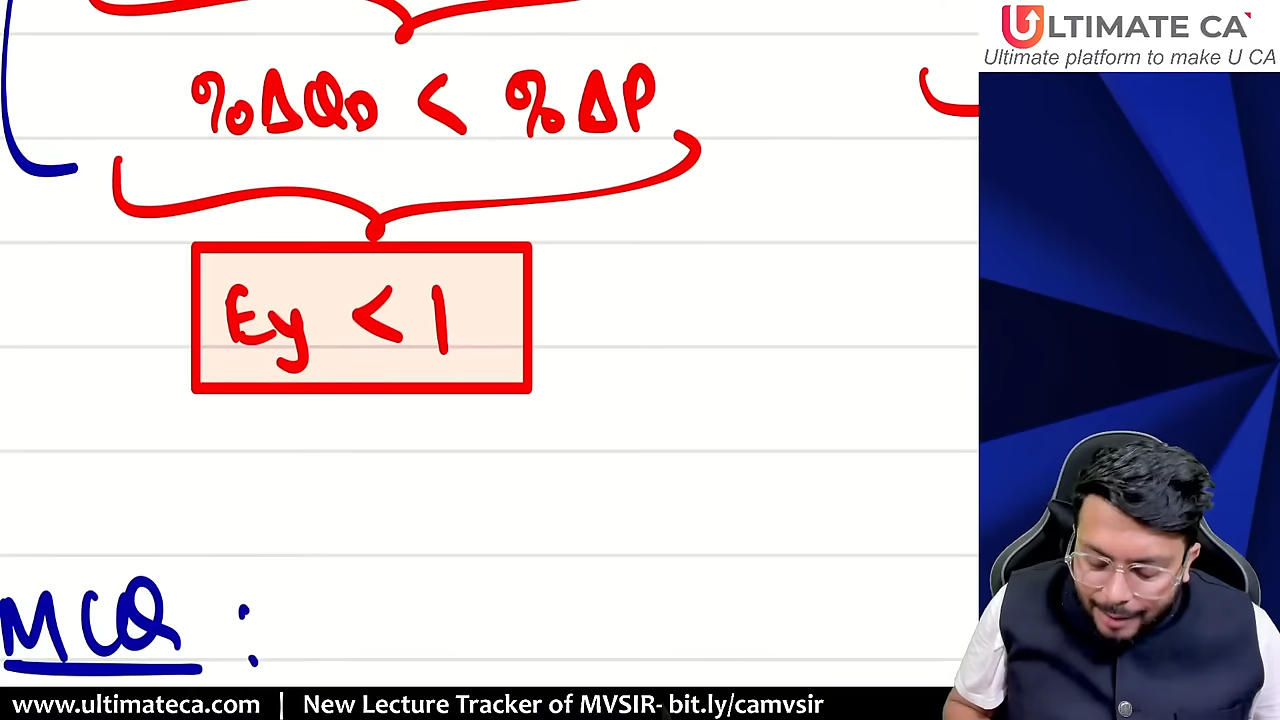 ULTIMATE CA
Ultimate platform to make U CA
%ΔQD < %ΔP
Ey < 1
MCQ :
www.ultimateca.com | New Lecture Tracker of MVSIR- bit.ly/camvsir